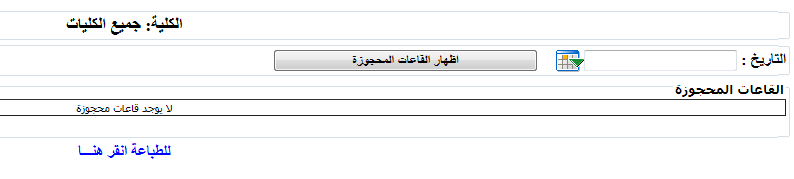 الكلية: جميع الكليات
التاريخ : اظهار القاعات المحجوزة
القاعات المحجوزة
لا يوجد قاعات محجوزة
للطباعة انقر هنـــا